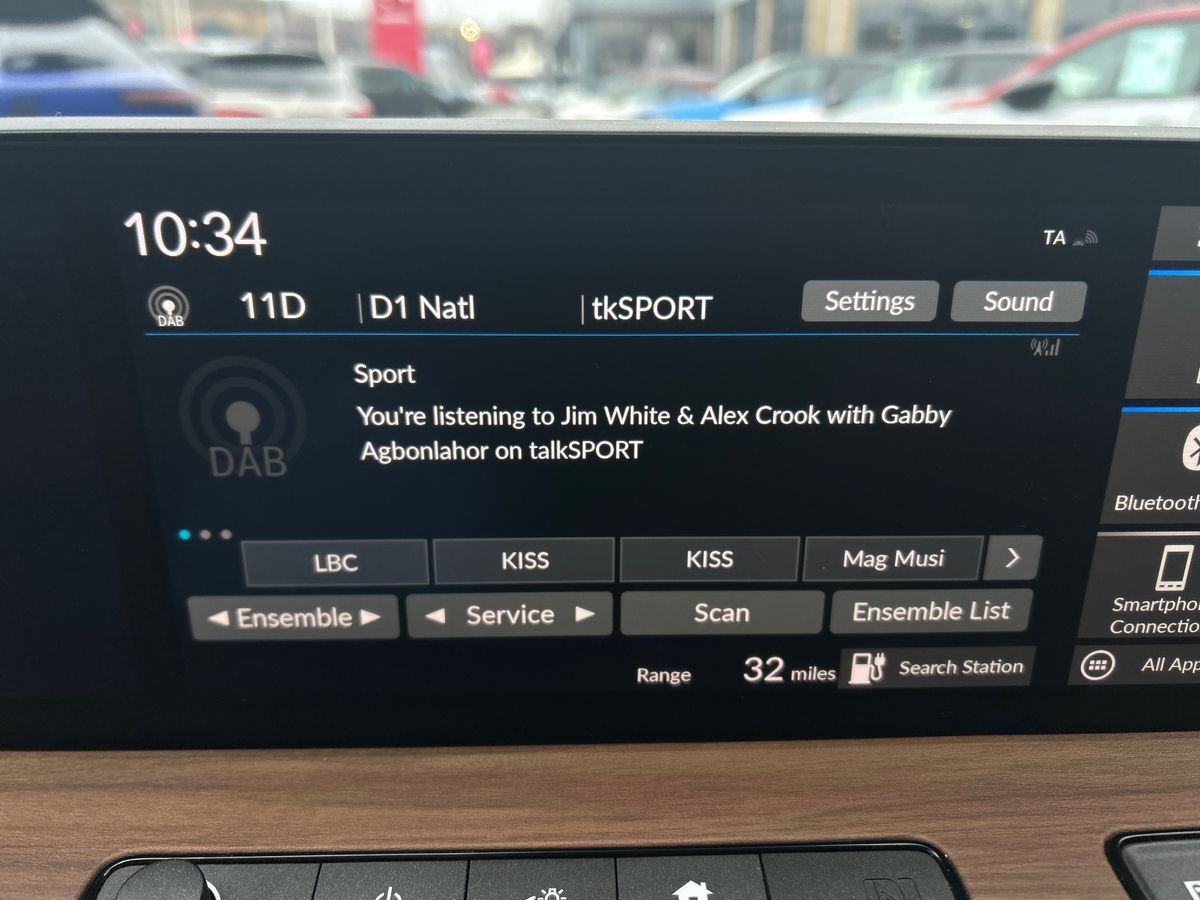 10:34
TA
DAB 11D |D1 Natl |tkSPORT Settings Sound
Sport
You're listening to Jim White & Alex Crook with Gabby
Agbonlahor on talkSPORT
DAB
LBC KISS KISS Mag Musi >
◀ Ensemble ▶ ◀ Service ▶ Scan Ensemble List
Range 32 miles Search Station
Bluetooth
Smartpho
Connectio
All App